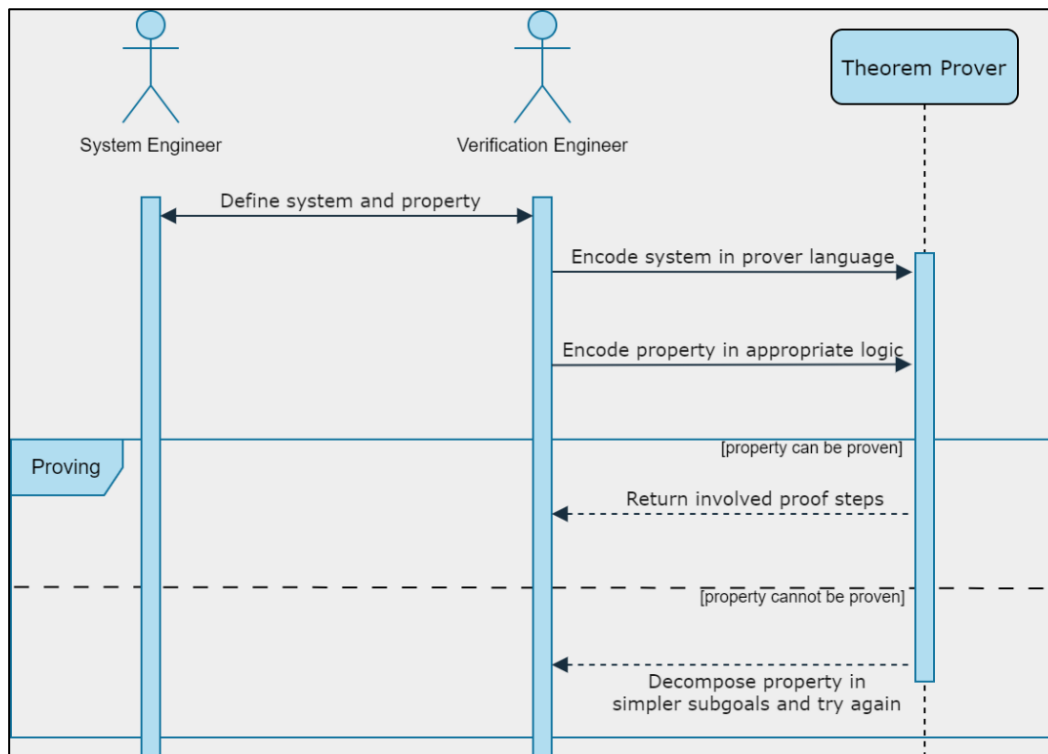 Theorem Prover
System Engineer
Verification Engineer
Define system and property
Encode system in prover language
Encode property in appropriate logic
[property can be proven]
Proving
Return involved proof steps
[property cannot be proven]
Decompose property in
simpler subgoals and try again